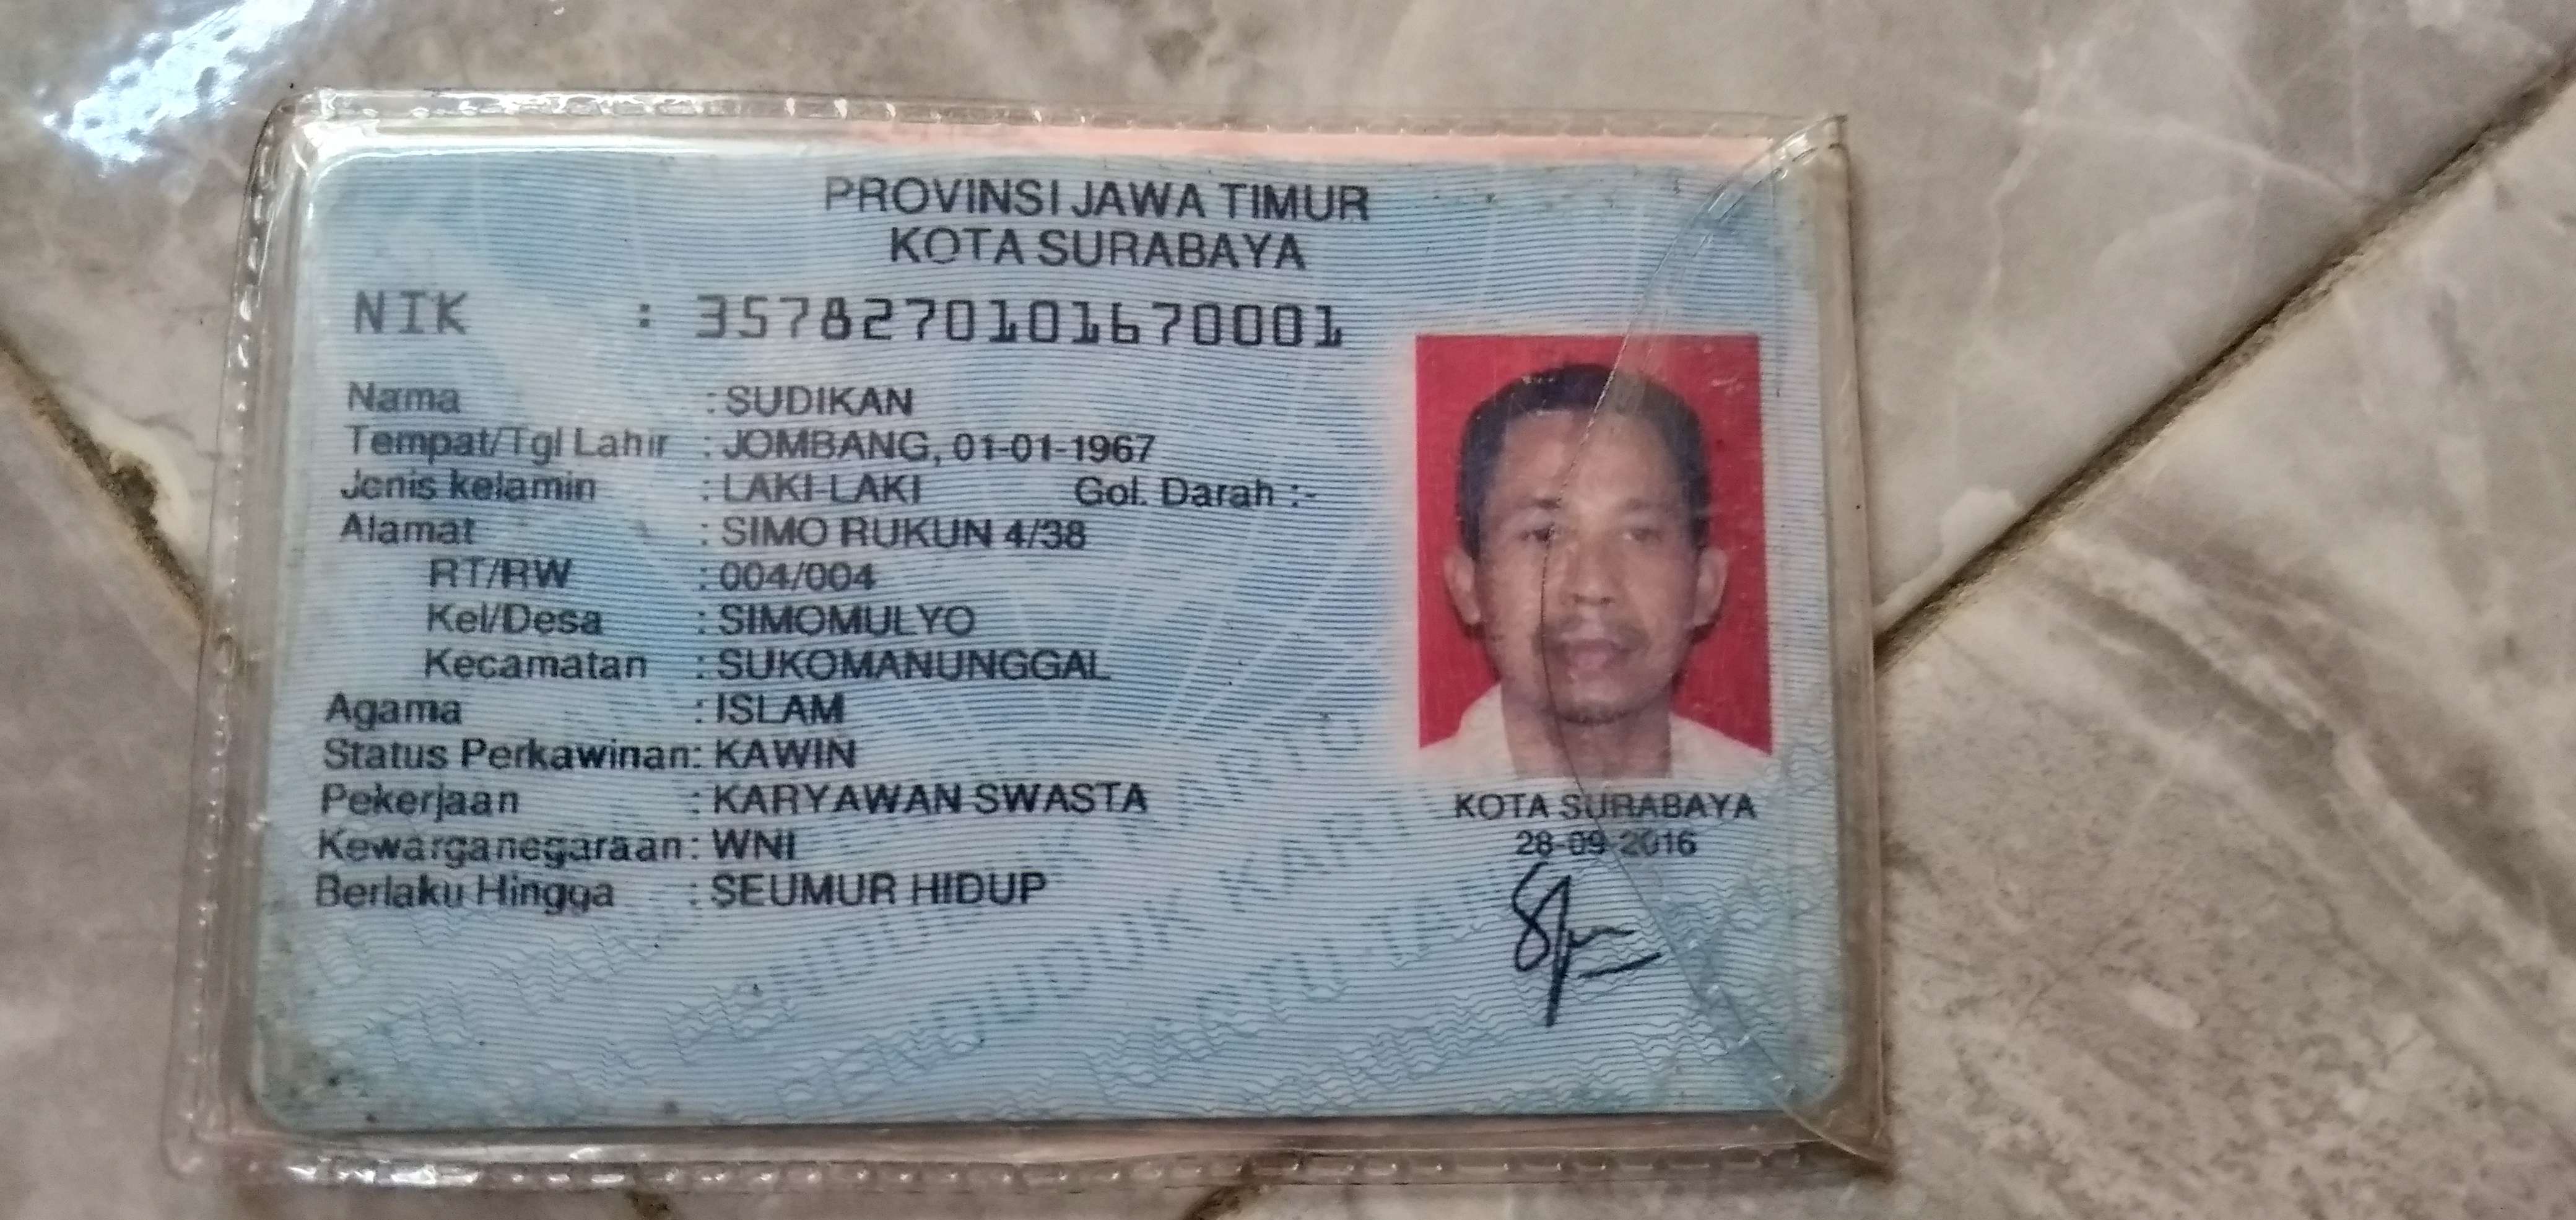 PROVINSI JAWA TIMUR
KOTA SURABAYA
NIK : 3578270101670001
Nama : SUDIKAN
Tempat/Tgl Lahir : JOMBANG, 01-01-1967
Jenis kelamin : LAKI-LAKI Gol. Darah :-
Alamat : SIMO RUKUN 4/38
RT/RW : 004/004
Kel/Desa : SIMOMULYO
Kecamatan : SUKOMANUNGGAL
Agama : ISLAM
Status Perkawinan: KAWIN
Pekerjaan : KARYAWAN SWASTA
Kewarganegaraan: WNI
Berlaku Hingga : SEUMUR HIDUP
KOTA SURABAYA
28-09-2016